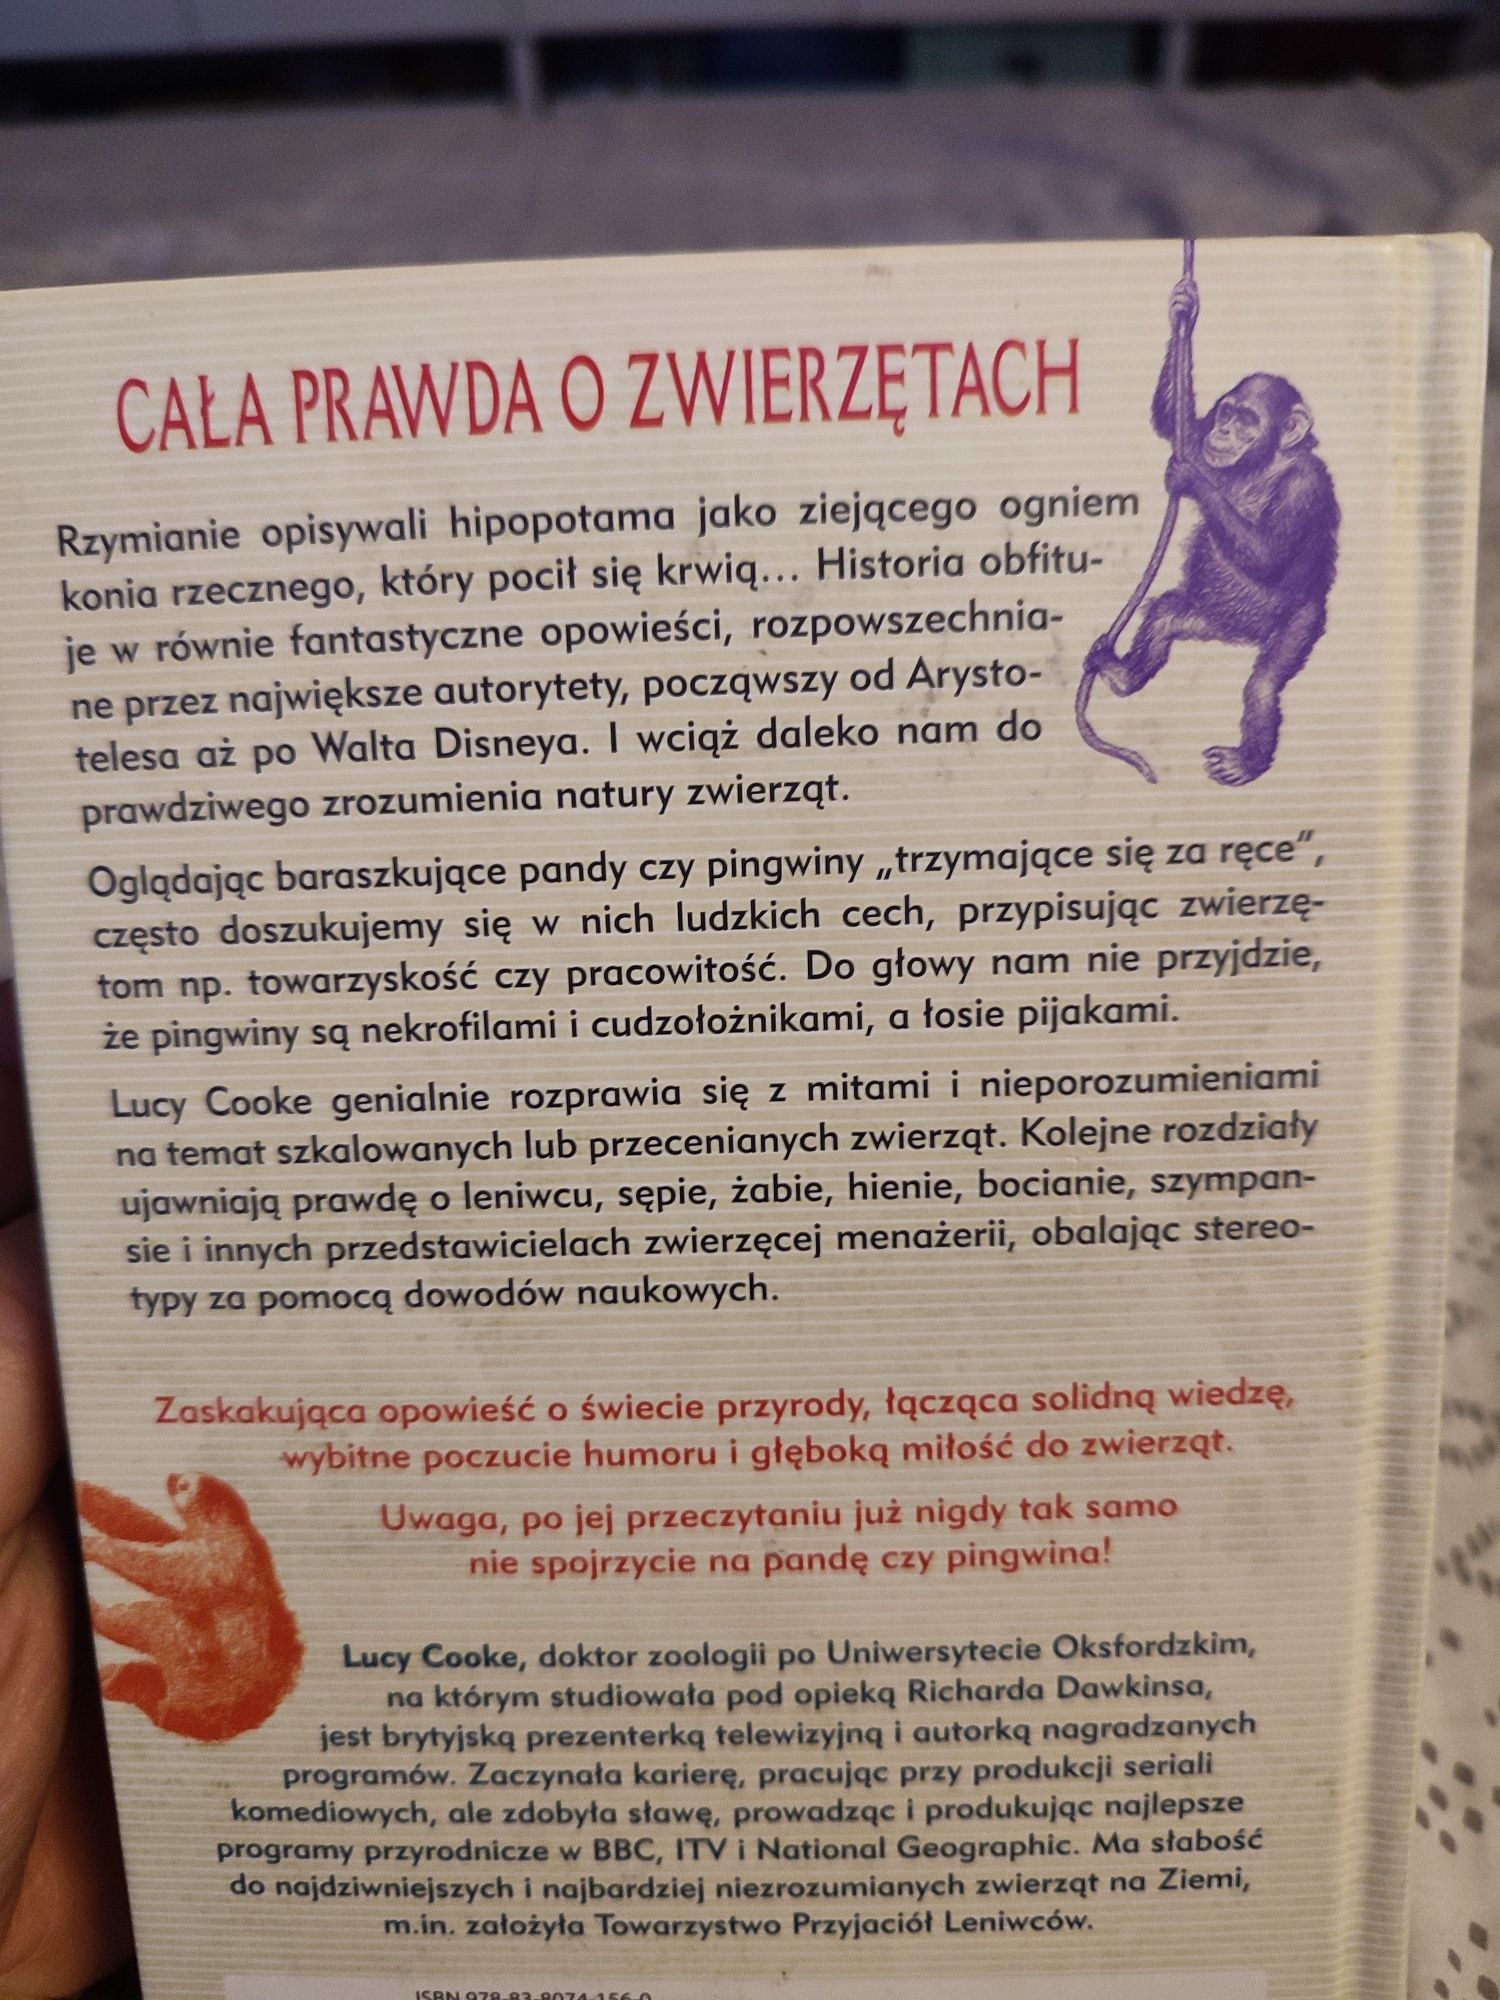 CAŁA PRAWDA O ZWIERZĘTACH
Rzymianie opisywali hipopotama jako ziejącego ogniem
konia rzecznego, który pocił się krwią... Historia obfitu-
je w równie fantastyczne opowieści, rozpowszechnia-
ne przez największe autorytety, począwszy od Arysto-
telesa aż po Walta Disneya. I wciąż daleko nam do
prawdziwego zrozumienia natury zwierząt.
Oglądając baraszkujące pandy czy pingwiny „trzymające się za ręce”,
często doszukujemy się w nich ludzkich cech, przypisując zwierzę-
tom np. towarzyskość czy pracowitość. Do głowy nam nie przyjdzie,
że pingwiny są nekrofilami i cudzołożnikami, a łosie pijakami.
Lucy Cooke genialnie rozprawia się z mitami i nieporozumieniami
na temat szkalowanych lub przecenianych zwierząt. Kolejne rozdziały
ujawniają prawdę o leniwcu, sępie, żabie, hienie, bocianie, szympan-
sie i innych przedstawicielach zwierzęcej menażerii, obalając stereo-
typy za pomocą dowodów naukowych.
Zaskakująca opowieść o świecie przyrody, łącząca solidną wiedzę,
wybitne poczucie humoru i głęboką miłość do zwierząt.
Uwaga, po jej przeczytaniu już nigdy tak samo
nie spojrzycie na pandę czy pingwina!
Lucy Cooke, doktor zoologii po Uniwersytecie Oksfordzkim,
na którym studiowała pod opieką Richarda Dawkinsa,
jest brytyjską prezenterką telewizyjną i autorką nagradzanych
programów. Zaczynała karierę, pracując przy produkcji seriali
komediowych, ale zdobyła sławę, prowadząc i produkując najlepsze
programy przyrodnicze w BBC, ITV i National Geographic. Ma słabość
do najdziwniejszych i najbardziej niezrozumianych zwierząt na Ziemi,
m.in. założyła Towarzystwo Przyjaciół Leniwców.
ISBN 978-83-8074-156-0